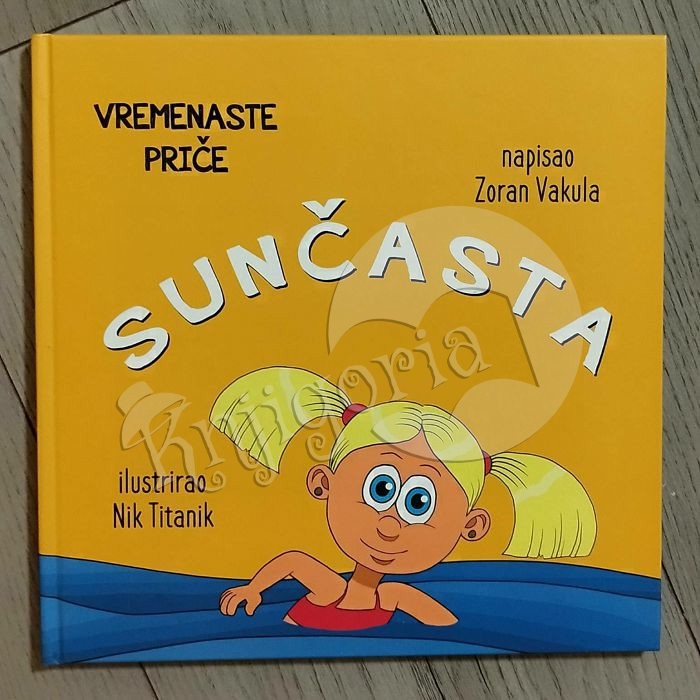 VREMENASTE
PRIČE
napisao
Zoran Vakula
SUNČASTA
Knjigoria
ilustrirao
Nik Titanik